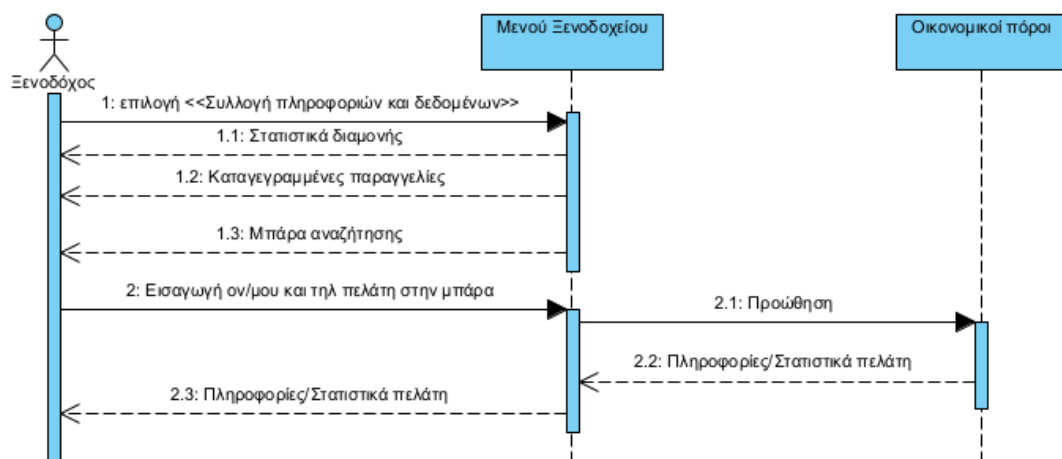 Μενού Ξενοδοχείου
Οικονομικοί πόροι
Ξενοδόχος
1: επιλογή <<Συλλογή πληροφοριών και δεδομένων>>
1.1: Στατιστικά διαμονής
1.2: Καταγεγραμμένες παραγγελίες
1.3: Μπάρα αναζήτησης
2: Εισαγωγή ον/μου και τηλ πελάτη στην μπάρα
2.1: Προώθηση
2.2: Πληροφορίες/Στατιστικά πελάτη
2.3: Πληροφορίες/Στατιστικά πελάτη